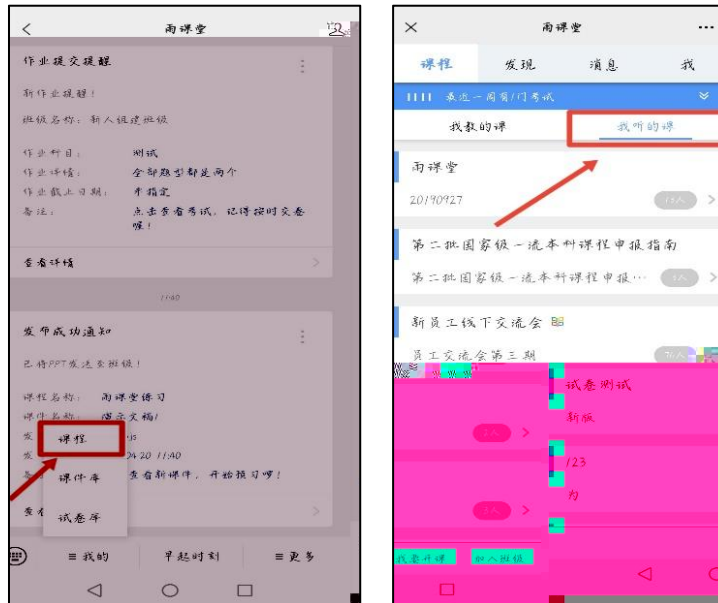 雨课堂
作业提交提醒
新作业提醒！
班级名称： 新人组建班级
作业科目： 测试
作业详情： 全部题型都是两个
作业截止日期： 不指定
备注： 点击查看考试，记得按时交卷
喔！
查看详情
11:40
发布成功通知
已将PPT发送至班级！
课程名称： 雨课堂练习
课件名称： 演示文稿1
课程
04-20 11:40
查看新课件，开始预习啰！
课件库
试卷库
我的 早起时刻 更多
雨课堂
课程 发现 消息 我
最近一周有1门考试
我教的课 我听的课
雨课堂
20190927
第二批国家级一流本科课程申报指南
第二批国家级一流本科课程申报…
新员工线下交流会
员工交流会第三期
试卷测试
新版
123
为
我要开课 加入班级